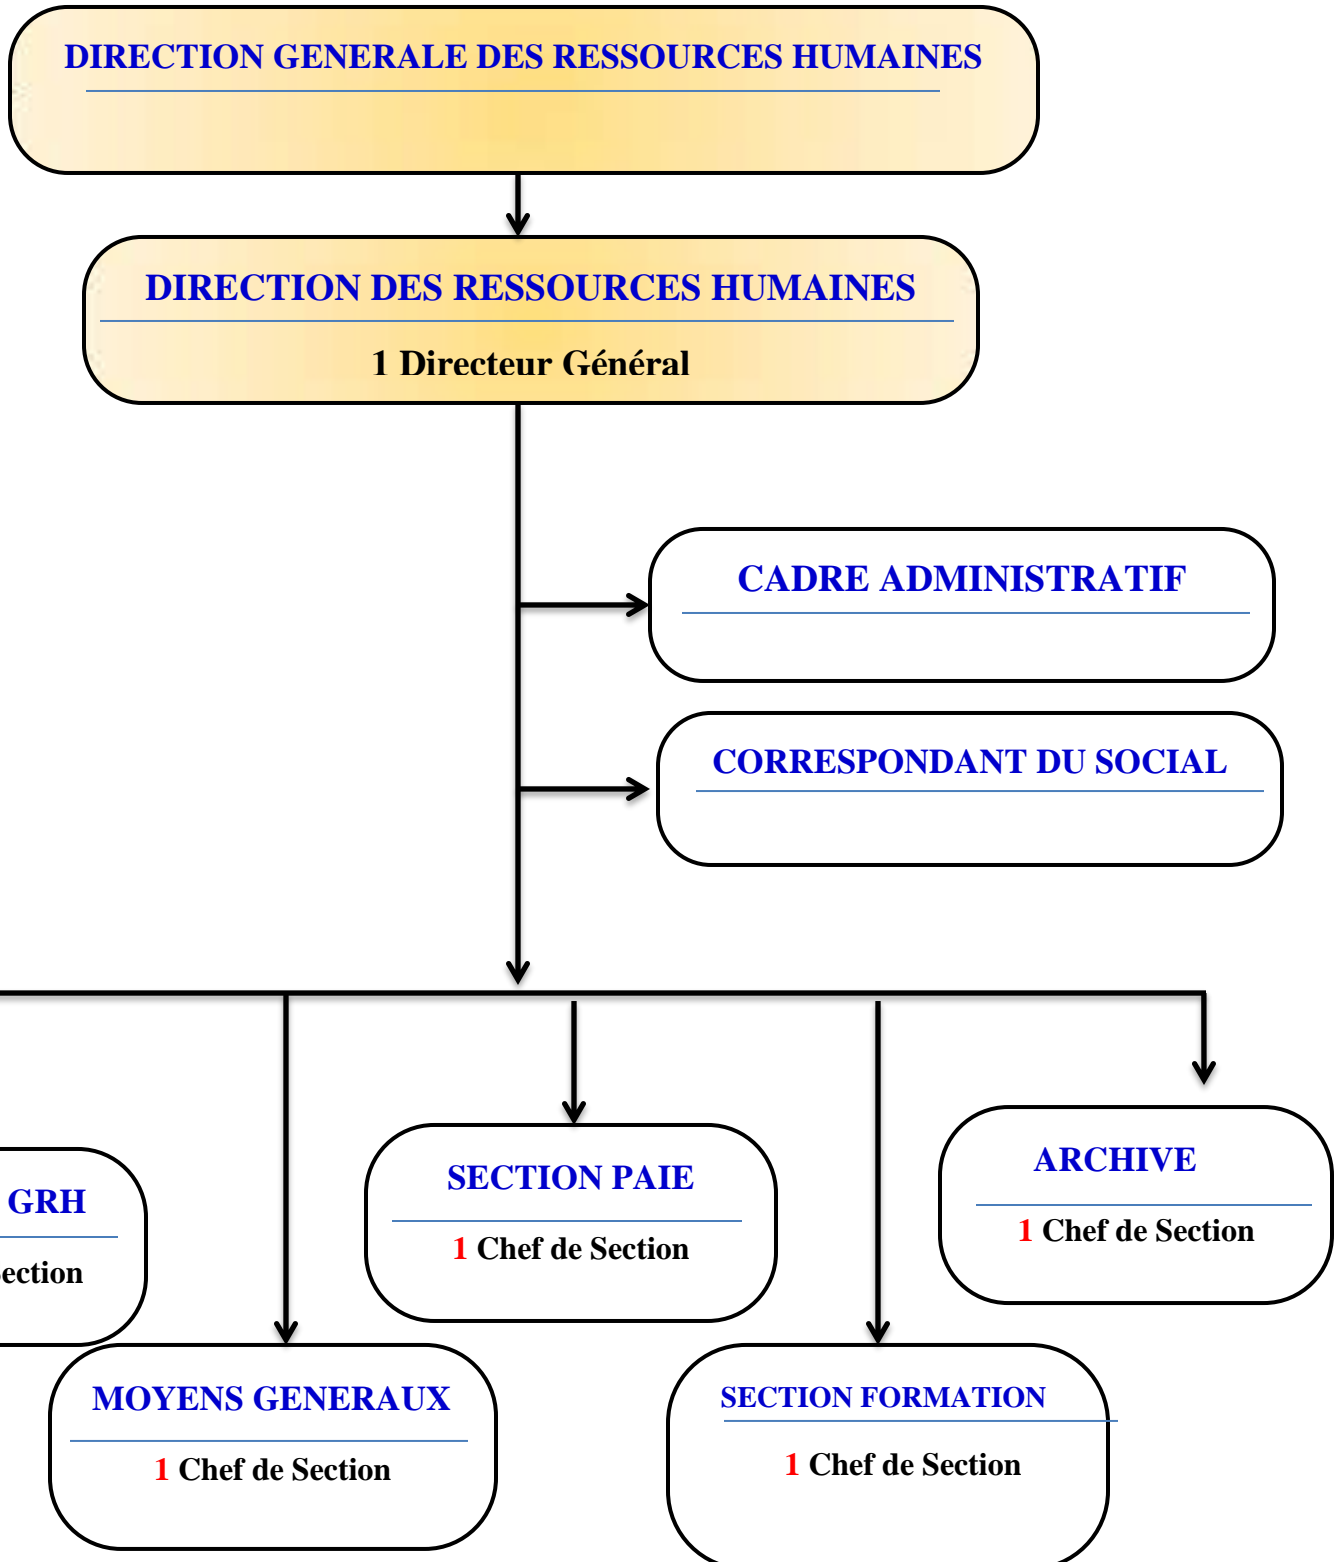 DIRECTION GENERALE DES RESSOURCES HUMAINES
DIRECTION DES RESSOURCES HUMAINES
1 Directeur Général
CADRE ADMINISTRATIF
CORRESPONDANT DU SOCIAL
GRH
ection
SECTION PAIE
1 Chef de Section
ARCHIVE
1 Chef de Section
MOYENS GENERAUX
1 Chef de Section
SECTION FORMATION
1 Chef de Section